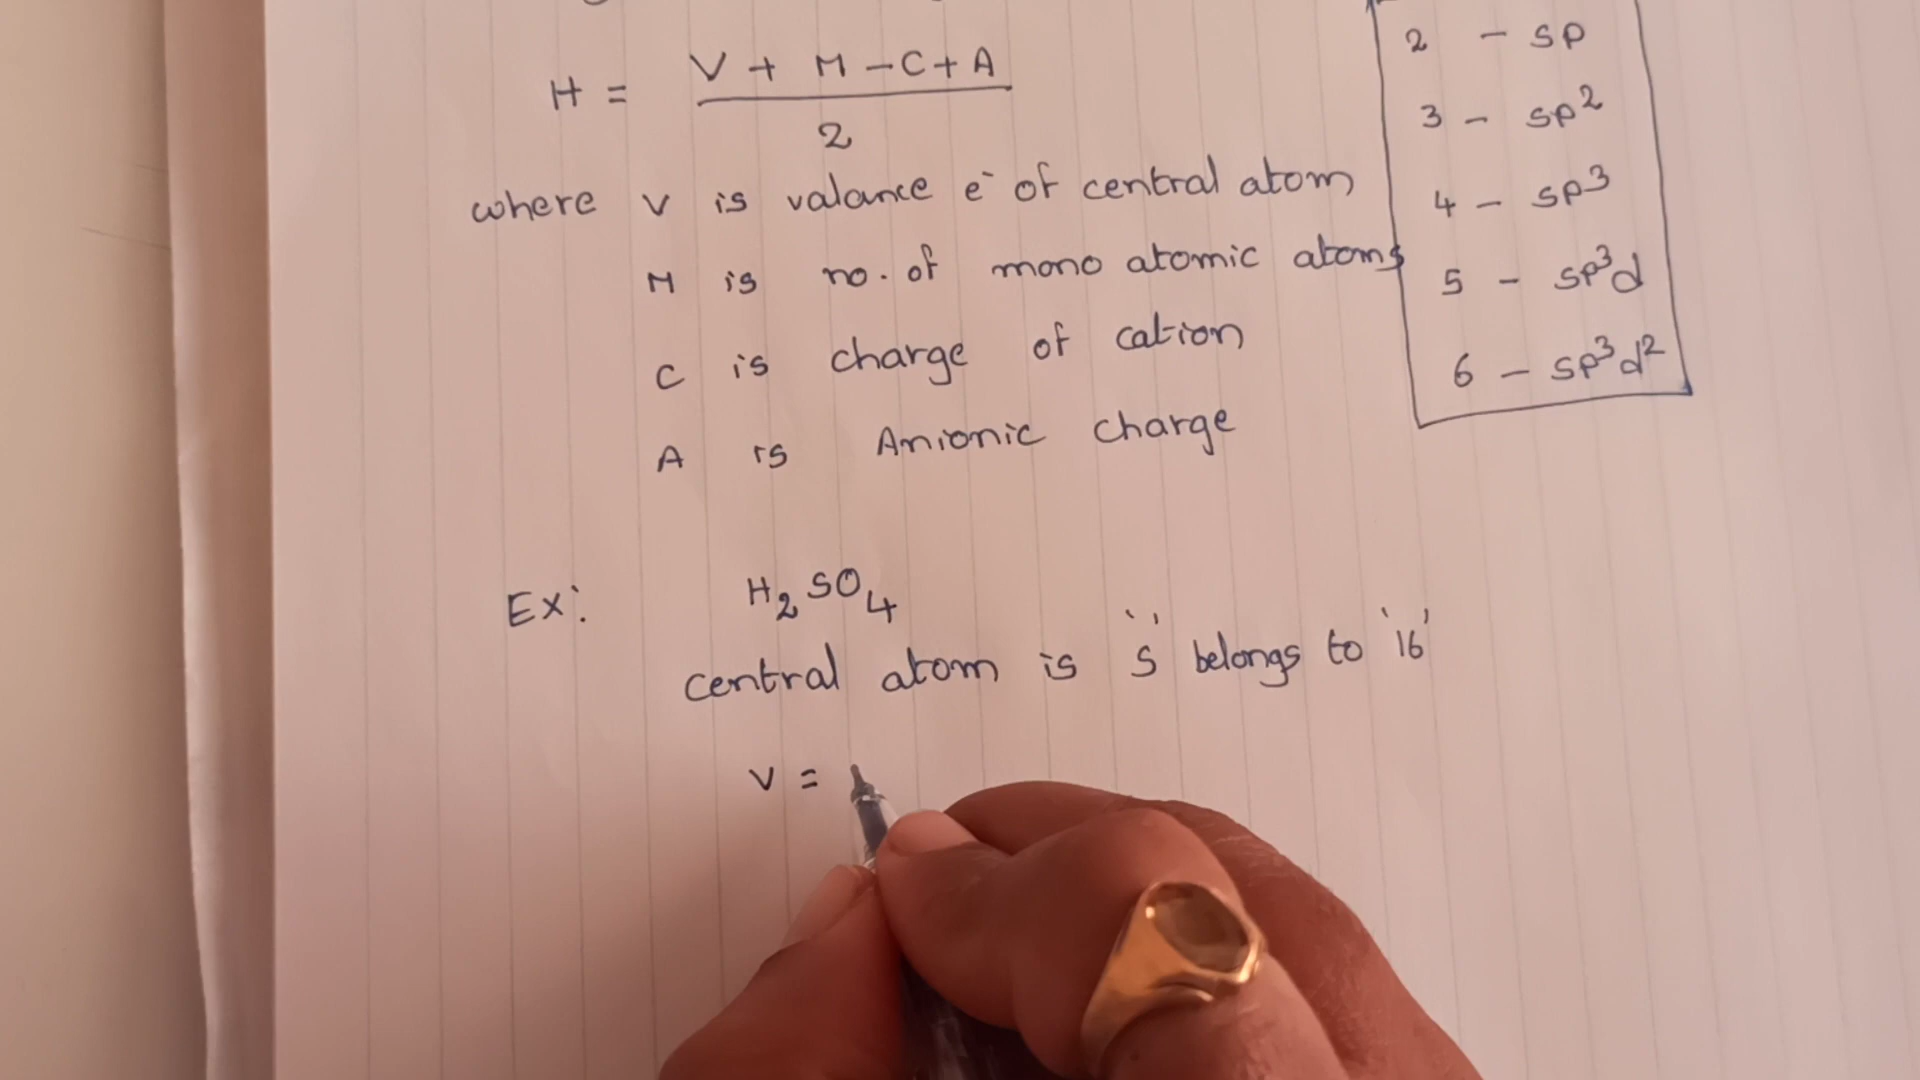 H = V + M - C + A
2
where V is valance e⁻ of central atom
M is no. of mono atomic atoms
C is charge of cation
A is Anionic charge
2 - sp
3 - sp²
4 - sp³
5 - sp³d
6 - sp³d²
Ex: H₂SO₄
central atom is 'S' belongs to '16'
V =